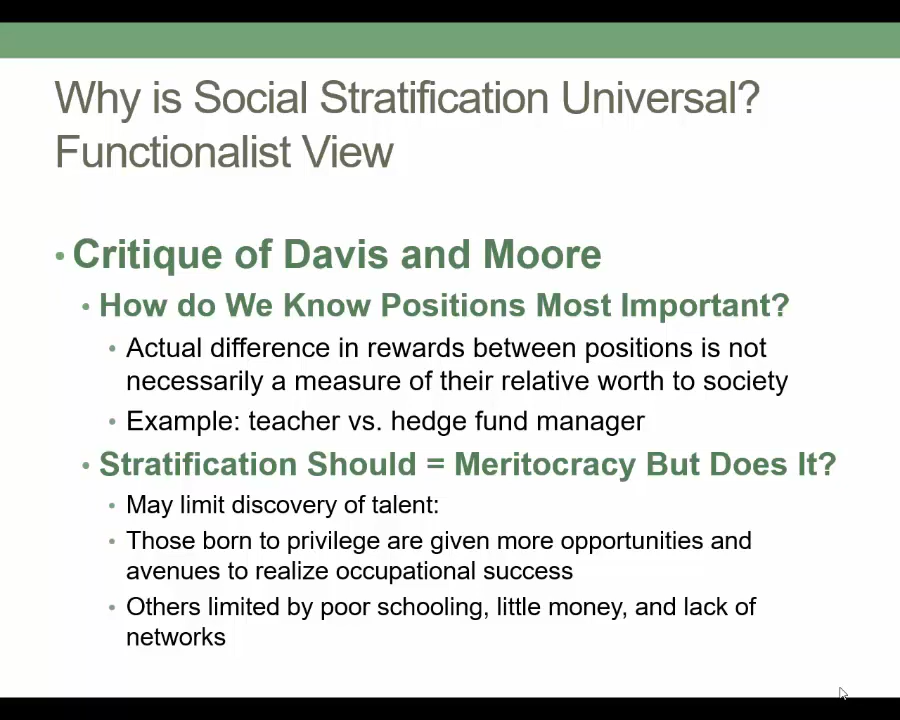 Why is Social Stratification Universal?
Functionalist View
• Critique of Davis and Moore
• How do We Know Positions Most Important?
• Actual difference in rewards between positions is not
necessarily a measure of their relative worth to society
• Example: teacher vs. hedge fund manager
• Stratification Should = Meritocracy But Does It?
• May limit discovery of talent:
• Those born to privilege are given more opportunities and
avenues to realize occupational success
• Others limited by poor schooling, little money, and lack of
networks